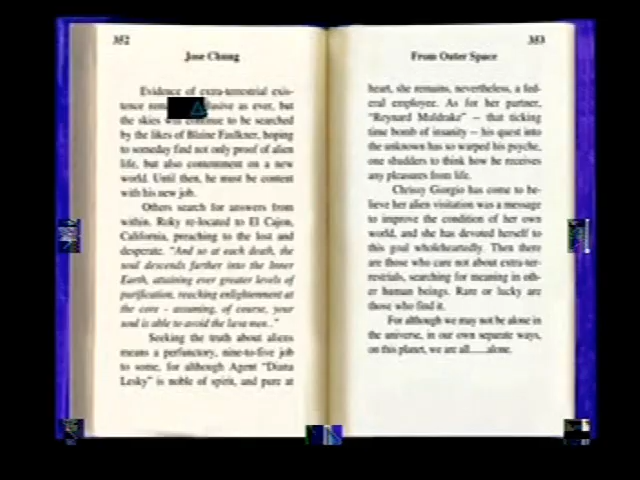 352
Jose Chung
Evidence of extra-terrestrial exis-
tence lusive as ever, but
the skies will continue to be searched
by the likes of Blaine Faulkner, hoping
to someday find not only proof of alien
life, but also contentment on a new
world. Until then, he must be content
with his new job.
Others search for answers from
within. Roky re-located to El Cajon,
California, preaching to the lost and
desperate. "And so at each death, the
soul descends farther into the Inner
Earth, attaining ever greater levels of
purification, reaching enlightenment at
the core - assuming, of course, your
soul is able to avoid the lava men.."
Seeking the truth about aliens
means a perfunctory, nine-to-five job
to some, for although Agent "Diana
Lesky" is noble of spirit, and pure at
353
From Outer Space
heart, she remains, nevertheless, a fed-
eral employee. As for her partner,
"Reynard Muldrake" -- that ticking
time bomb of insanity -- his quest into
the unknown has so warped his psyche,
one shudders to think how he receives
any pleasures from life.
Chrissy Giorgio has come to be-
lieve her alien visitation was a message
to improve the condition of her own
world, and she has devoted herself to
this goal wholeheartedly. Then there
are those who care not about extra-ter-
restrials, searching for meaning in oth-
er human beings. Rare or lucky are
those who find it.
For although we may not be alone in
the universe, in our own separate ways,
on this planet, we are all......alone.